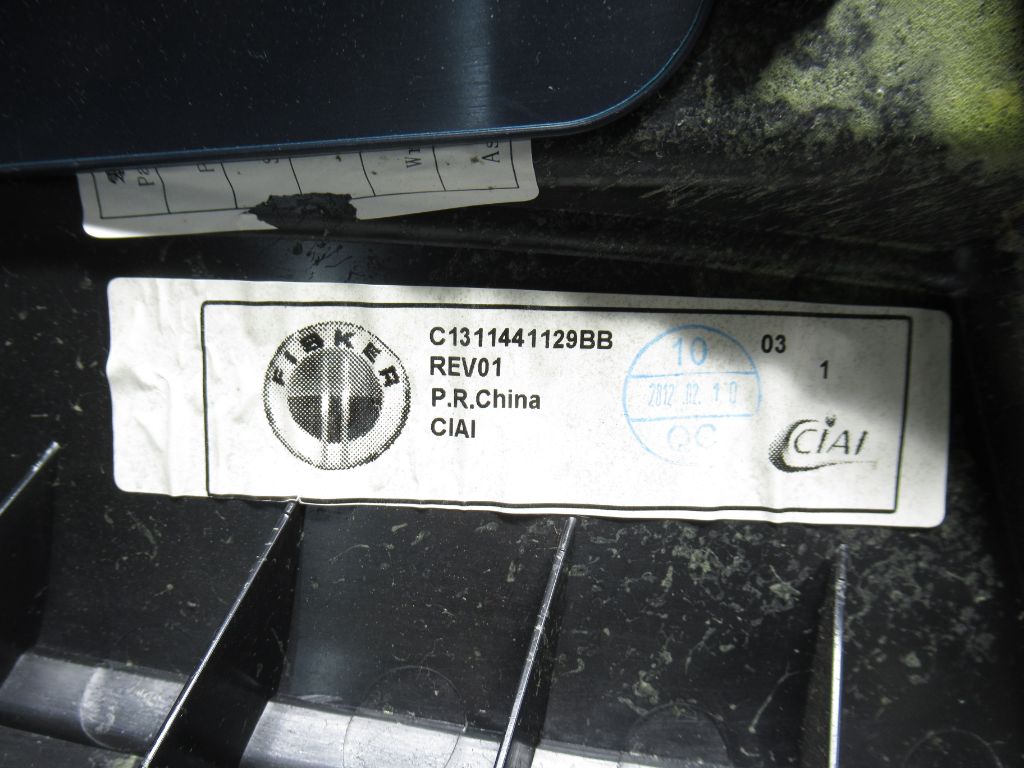 FISKER
C1311441129BB
REV01
P.R.China
CIAI
10
2012.02.10
QC
03
1
CIAI